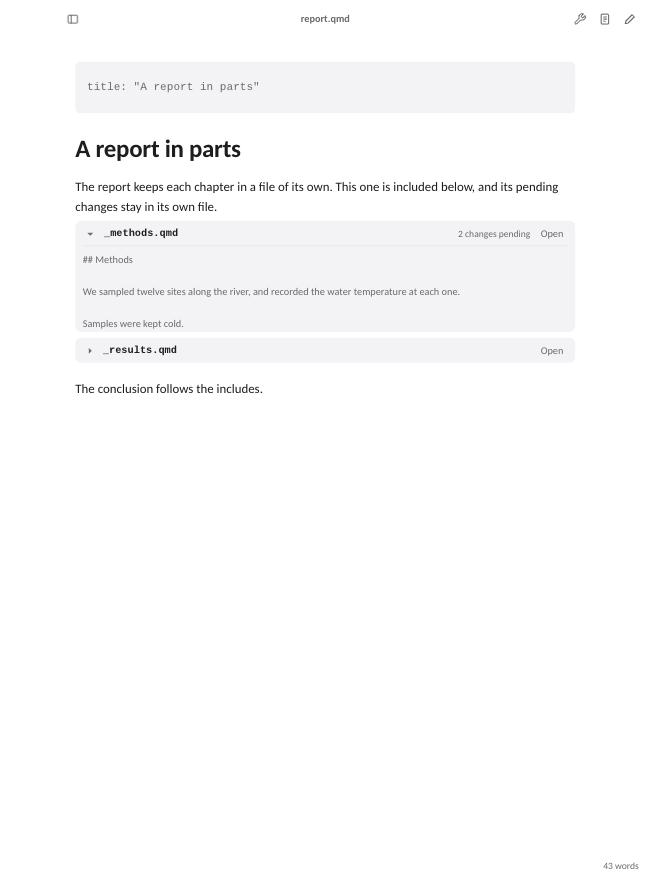 report.qmd
title: "A report in parts"
A report in parts
The report keeps each chapter in a file of its own. This one is included below, and its pending
changes stay in its own file.
_methods.qmd 2 changes pending Open
## Methods
We sampled twelve sites along the river, and recorded the water temperature at each one.
Samples were kept cold.
_results.qmd Open
The conclusion follows the includes.
43 words